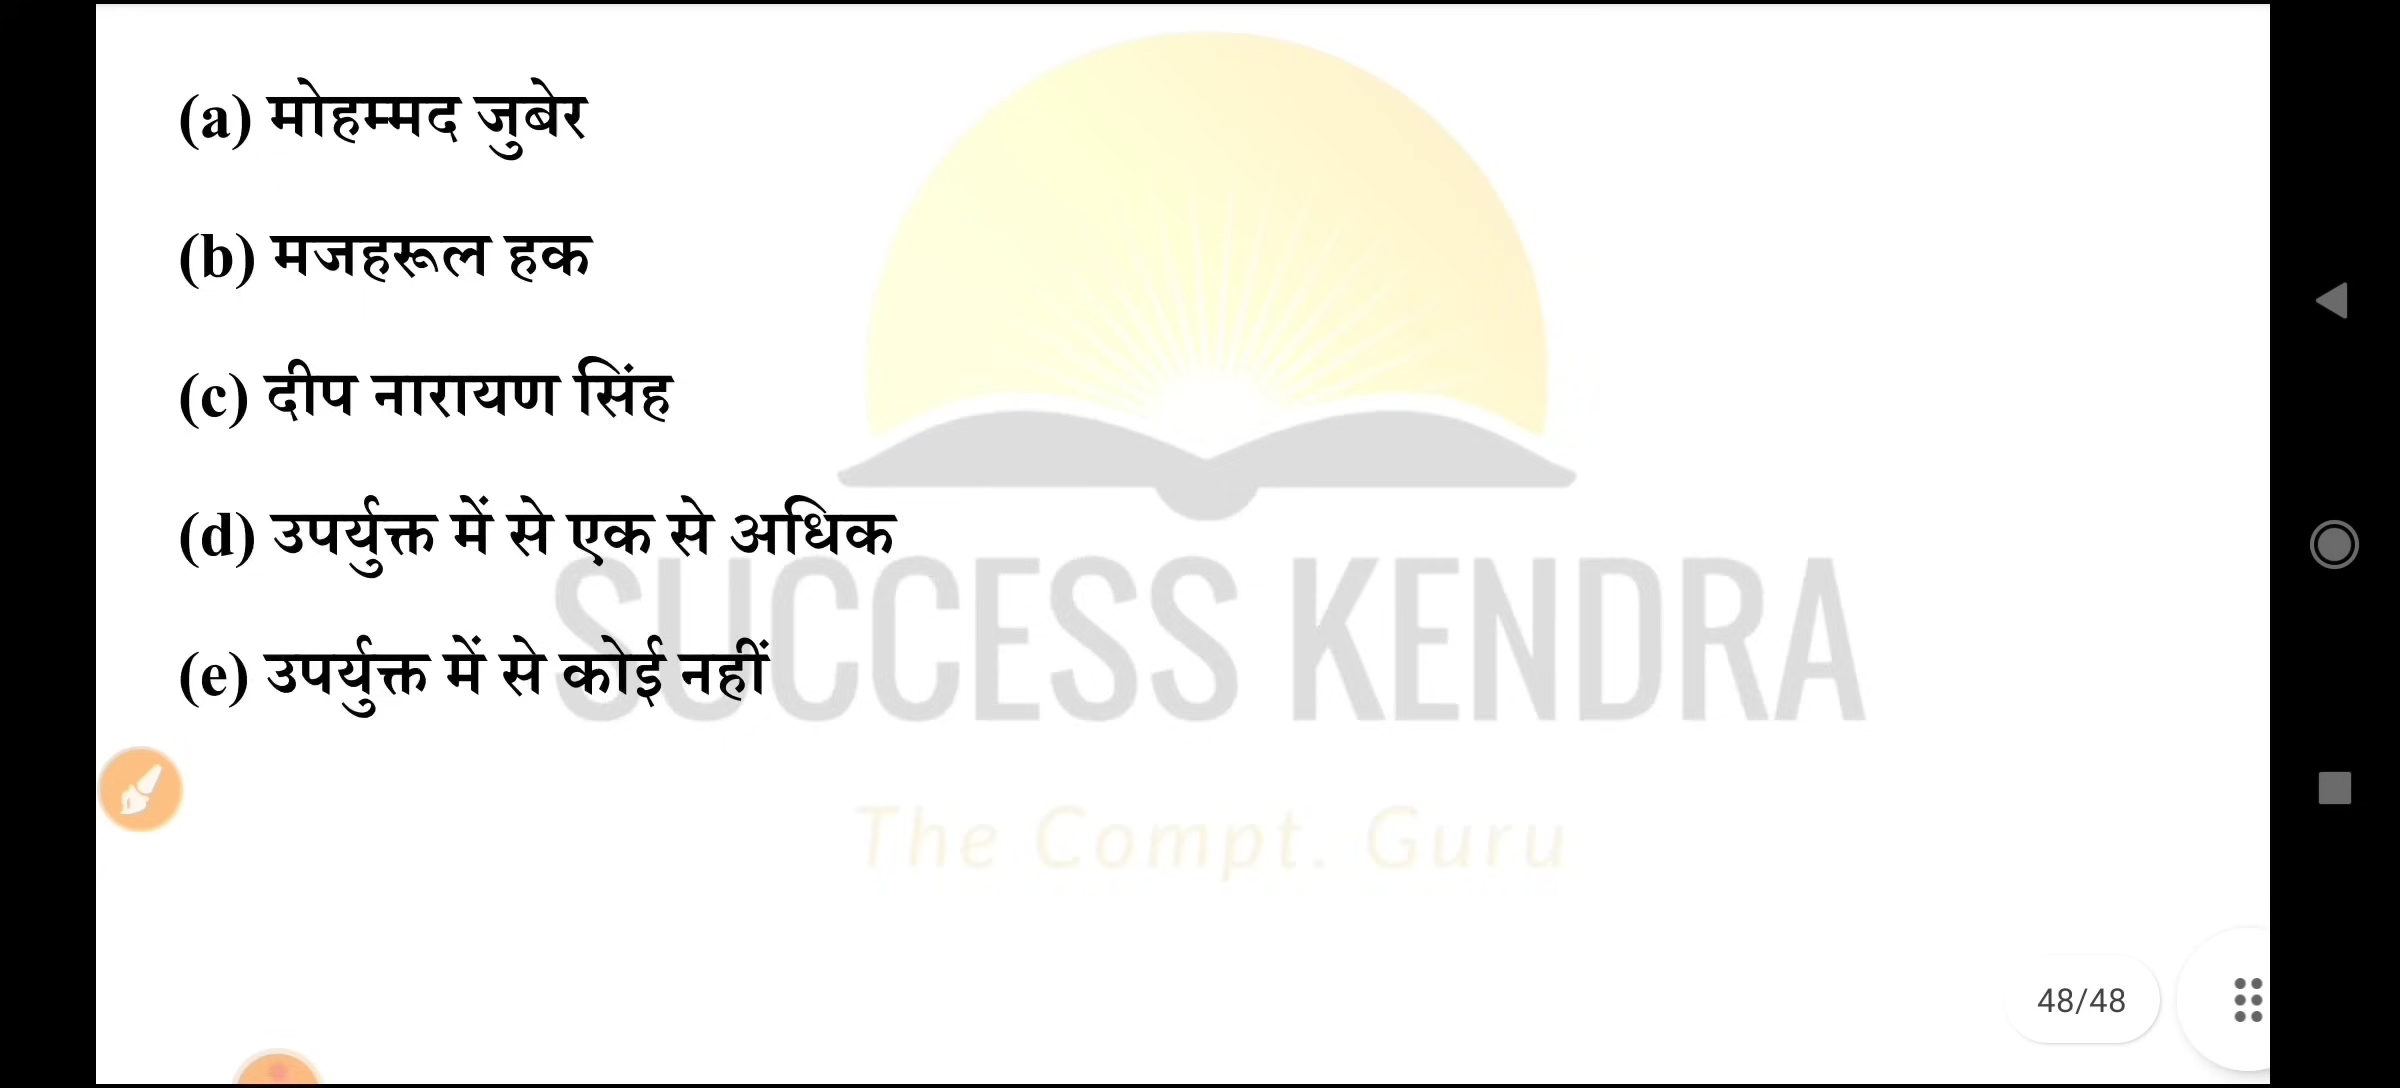 (a) मोहम्मद जुबेर
(b) मजहरूल हक
(c) दीप नारायण सिंह
(d) उपर्युक्त में से एक से अधिक
(e) उपर्युक्त में से कोई नहीं
SUCCESS KENDRA
The Compt. Guru
48/48